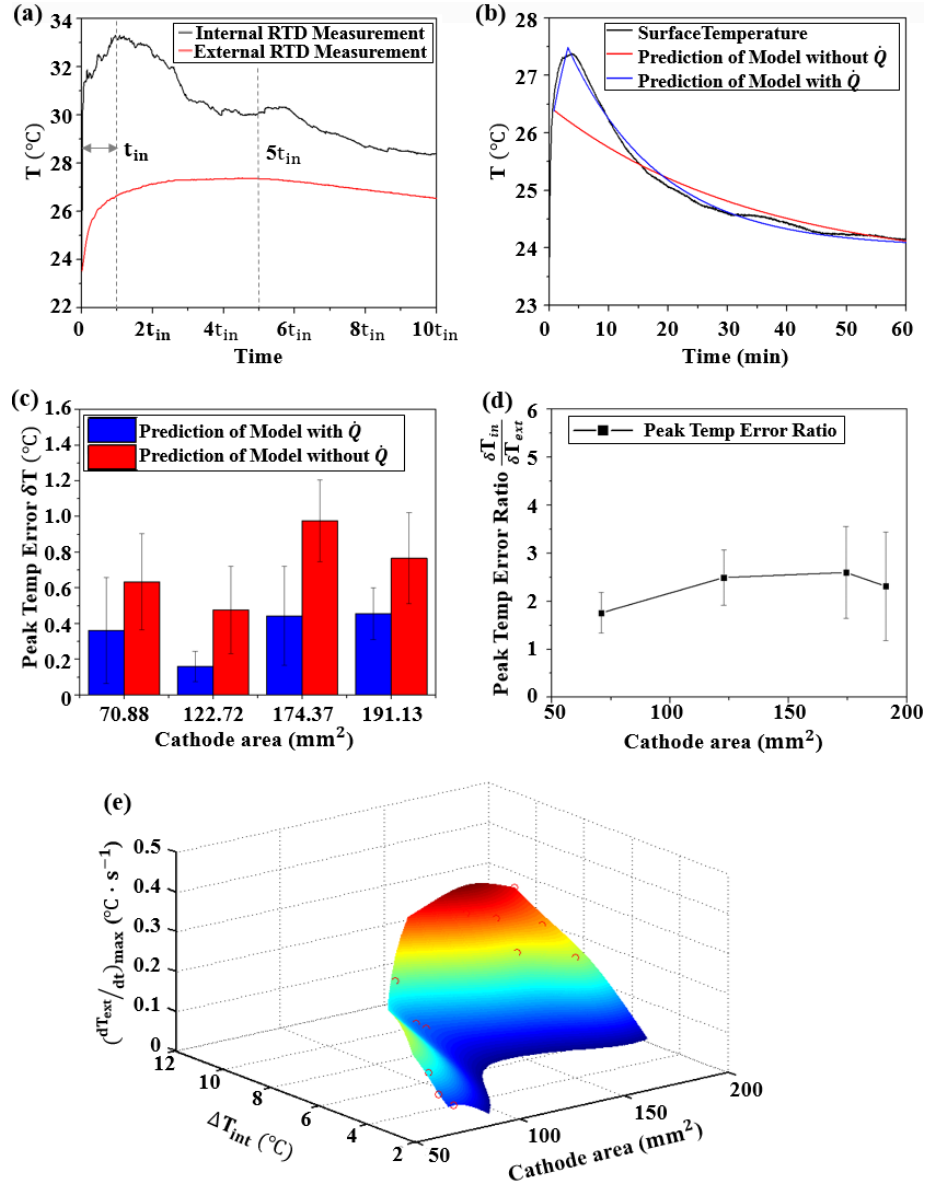 (a)
34
32
30
28
26
24
22
T (°C)
Internal RTD Measurement
External RTD Measurement
t_in
5t_in
0
2t_in
4t_in
6t_in
8t_in
10t_in
Time
(b)
28
27
26
25
24
23
T (°C)
Surface Temperature
Prediction of Model without Q̇
Prediction of Model with Q̇
0
10
20
30
40
50
60
Time (min)
(c)
1.6
1.4
1.2
1.0
0.8
0.6
0.4
0.2
0
Peak Temp Error δT (°C)
Prediction of Model with Q̇
Prediction of Model without Q̇
70.88
122.72
174.37
191.13
Cathode area (mm²)
(d)
6
5
4
3
2
1
0
Peak Temp Error Ratio δT_in/δT_ext
Peak Temp Error Ratio
50
100
150
200
Cathode area (mm²)
(e)
0.5
0.4
0.3
0.2
0.1
0
(dT_ext/dt)max (°C · s⁻¹)
12
10
8
6
4
2
ΔT_int (°C)
50
100
150
200
Cathode area (mm²)